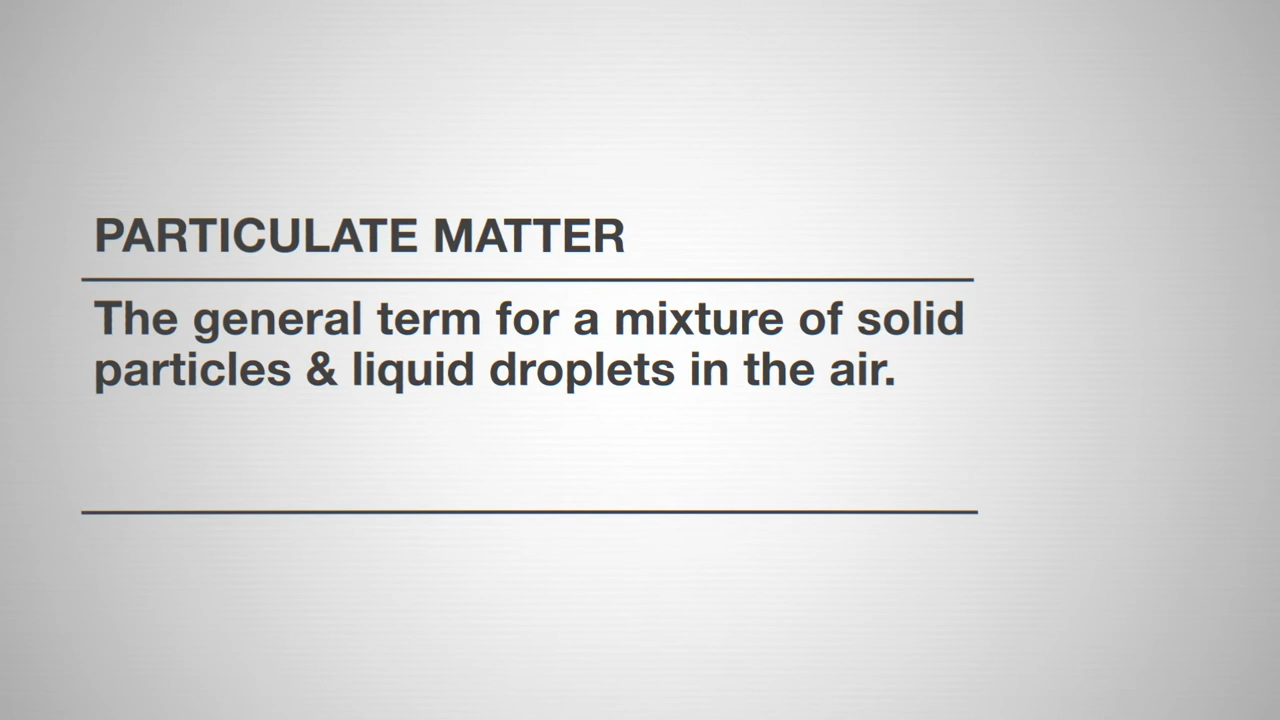 PARTICULATE MATTER
The general term for a mixture of solid
particles & liquid droplets in the air.